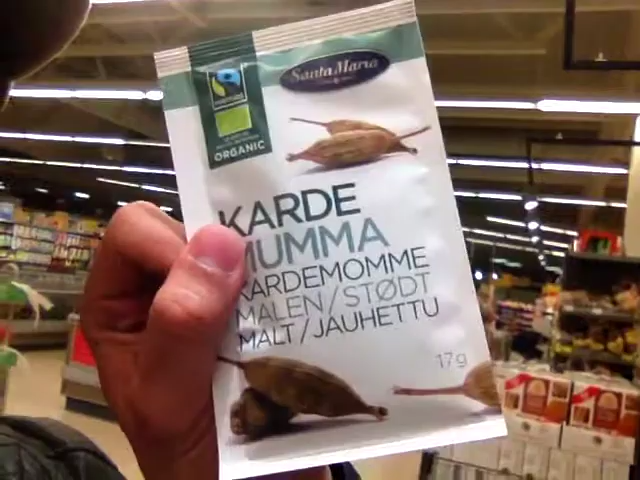 Santa Maria
ORGANIC
KARDE
MUMMA
KARDEMOMME
MALEN/STØDT
MALT/JAUHETTU
17g